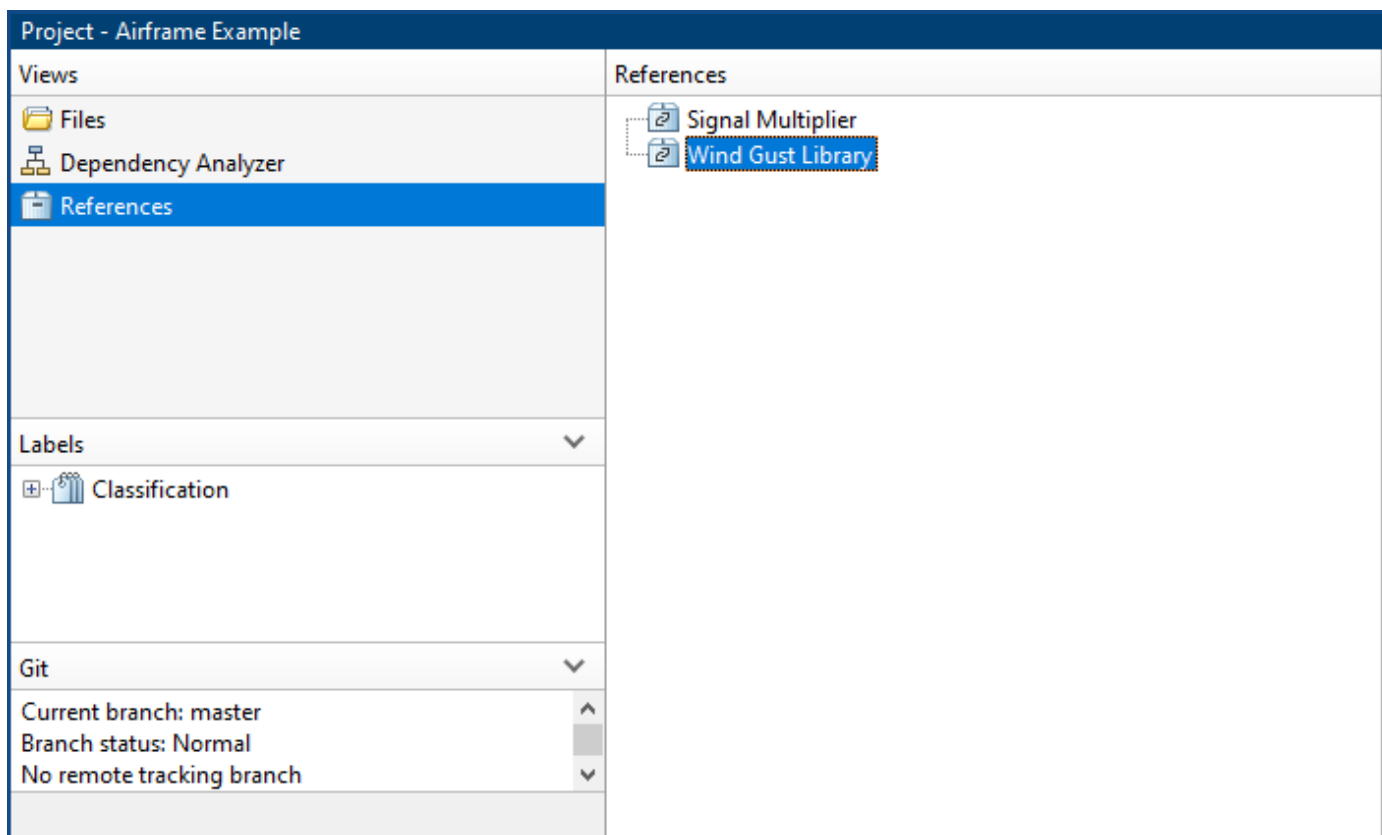 Project - Airframe Example
Views
Files
Dependency Analyzer
References
Labels
Classification
Git
Current branch: master
Branch status: Normal
No remote tracking branch
References
Signal Multiplier
Wind Gust Library